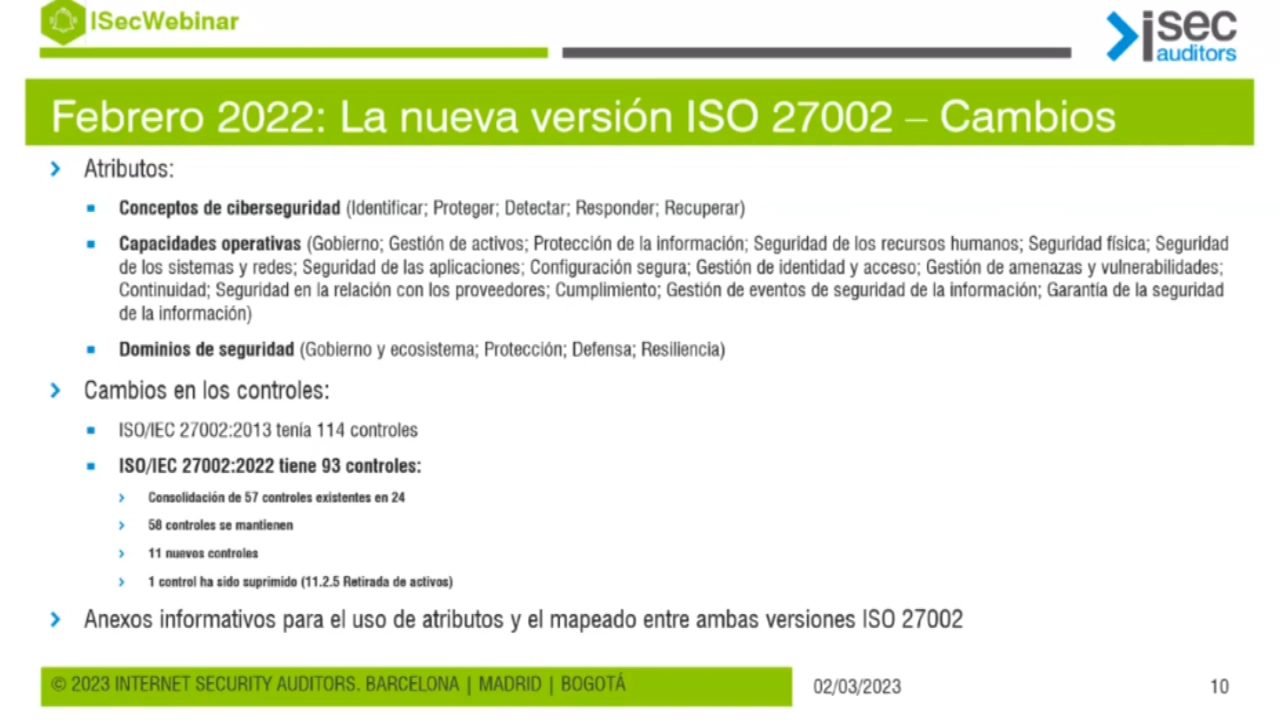 ISecWebinar
isec
auditors
Febrero 2022: La nueva versión ISO 27002 – Cambios
Atributos:
Conceptos de ciberseguridad (Identificar; Proteger; Detectar; Responder; Recuperar)
Capacidades operativas (Gobierno; Gestión de activos; Protección de la información; Seguridad de los recursos humanos; Seguridad física; Seguridad
de los sistemas y redes; Seguridad de las aplicaciones; Configuración segura; Gestión de identidad y acceso; Gestión de amenazas y vulnerabilidades;
Continuidad; Seguridad en la relación con los proveedores; Cumplimiento; Gestión de eventos de seguridad de la información; Garantía de la seguridad
de la información)
Dominios de seguridad (Gobierno y ecosistema; Protección; Defensa; Resiliencia)
Cambios en los controles:
ISO/IEC 27002:2013 tenía 114 controles
ISO/IEC 27002:2022 tiene 93 controles:
Consolidación de 57 controles existentes en 24
58 controles se mantienen
11 nuevos controles
1 control ha sido suprimido (11.2.5 Retirada de activos)
Anexos informativos para el uso de atributos y el mapeado entre ambas versiones ISO 27002
© 2023 INTERNET SECURITY AUDITORS. BARCELONA | MADRID | BOGOTÁ
02/03/2023
10